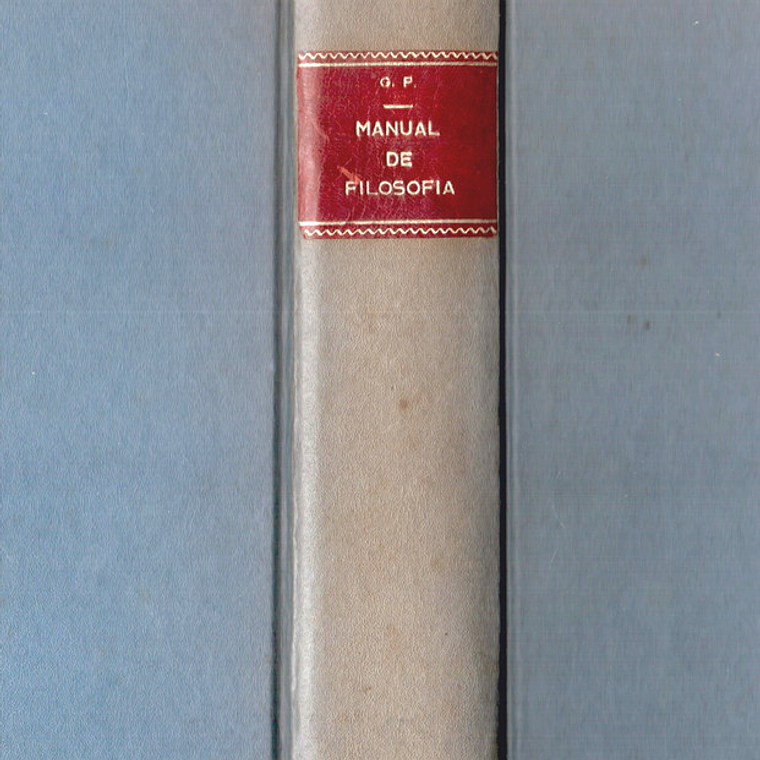 G. P.
MANUAL
DE
FILOSOFIA